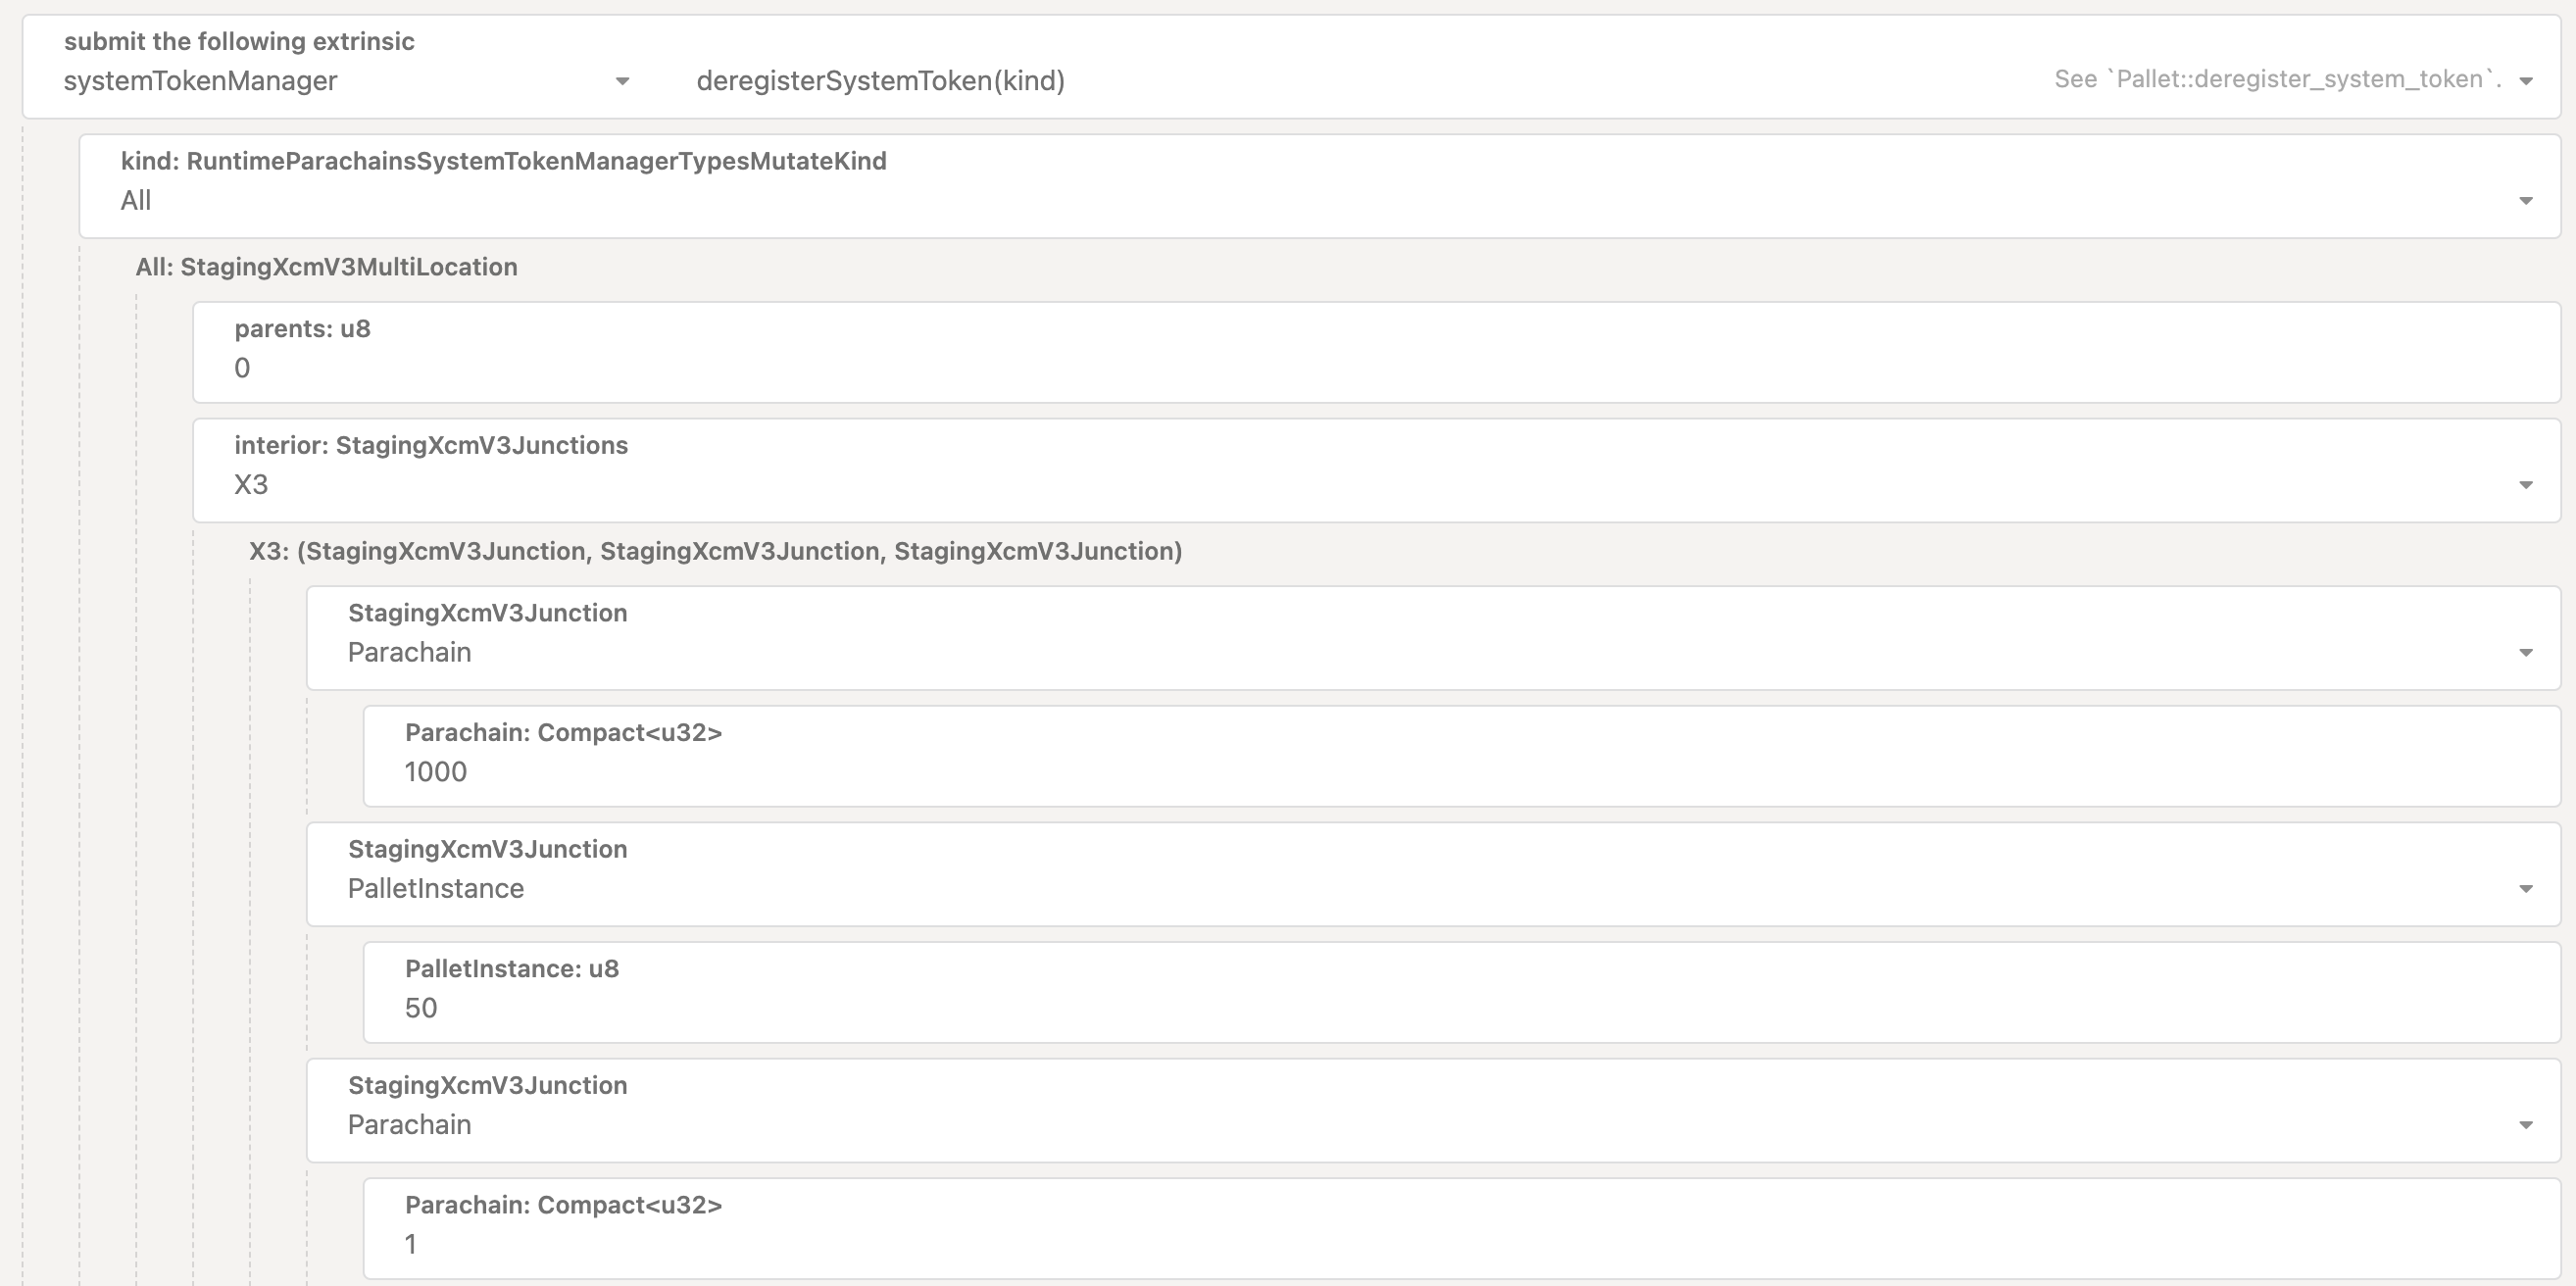 submit the following extrinsic
systemTokenManager
deregisterSystemToken(kind)
See `Pallet::deregister_system_token`.
kind: RuntimeParachainsSystemTokenManagerTypesMutateKind
All
All: StagingXcmV3MultiLocation
parents: u8
0
interior: StagingXcmV3Junctions
X3
X3: (StagingXcmV3Junction, StagingXcmV3Junction, StagingXcmV3Junction)
StagingXcmV3Junction
Parachain
Parachain: Compact<u32>
1000
StagingXcmV3Junction
PalletInstance
PalletInstance: u8
50
StagingXcmV3Junction
Parachain
Parachain: Compact<u32>
1